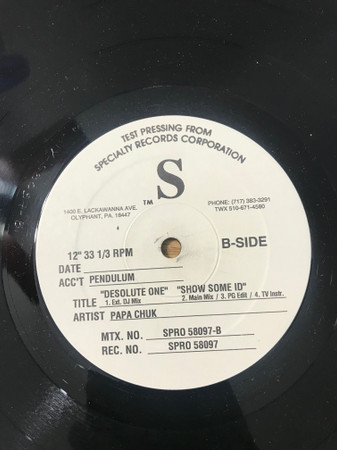 TEST PRESSING FROM
SPECIALTY RECORDS CORPORATION
S
TM
1400 E. LACKAWANNA AVE.
OLYPHANT, PA. 18447
PHONE: (717) 383-3291
TWX 510-671-4580
12" 33 1/3 RPM
B-SIDE
DATE
ACC'T PENDULUM
"DESOLUTE ONE" "SHOW SOME ID"
TITLE 1. Ext. DJ Mix 2. Main Mix / 3. PG Edit / 4. TV Instr.
ARTIST PAPA CHUK
MTX. NO. SPRO 58097-B
REC. NO. SPRO 58097